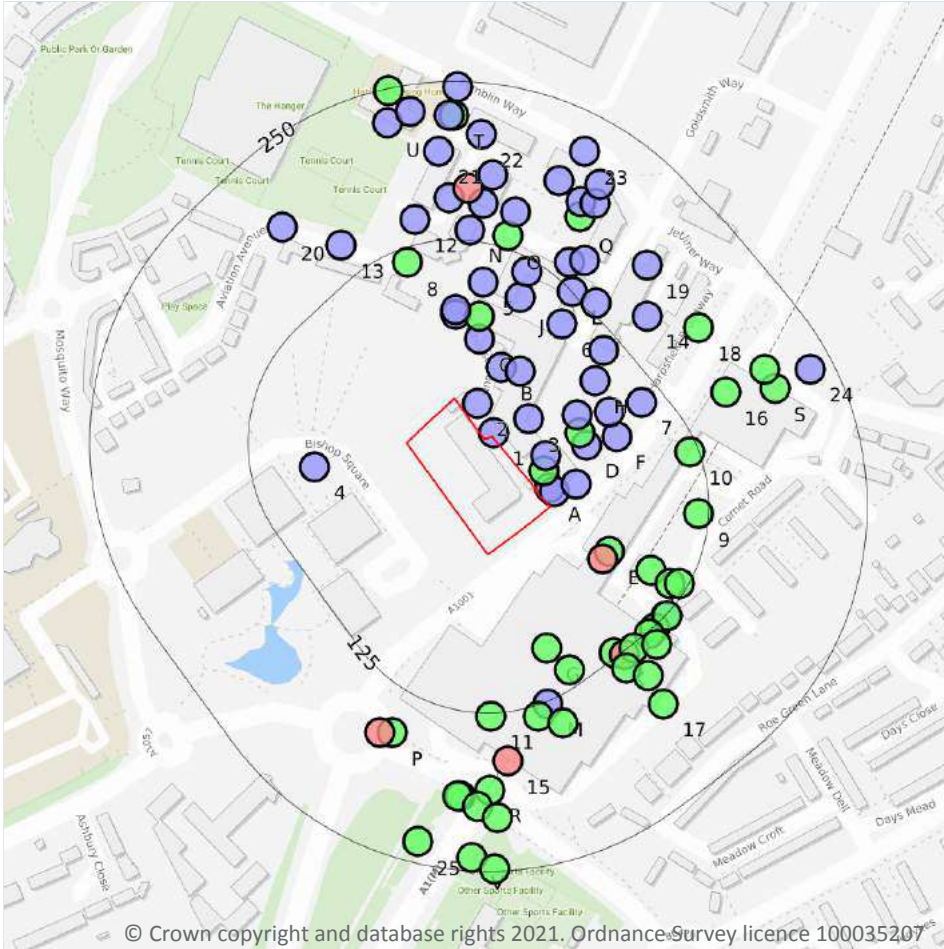 Public Park Or Garden
mblin Way
Goldsmith Way
The Hanger
250
U
T
22
Tennis Court
Tennis Court
Tennis Court
21
23
Aviation Avenue
20
13
12
N
Q
Jetliner Way
8
5
J
19
14
Play Space
6
18
24
Mosquito Way
B
H
16
S
2
3
7
Bishop Square
1
D
F
10
4
A
Comet Road
9
E
A1001
125
G
Roe Green Lane
17
I
11
Days Close
P
15
Meadow Dell
R
Days Mead
Ashbury Close
Meadow Croft
25
A1(M)
Other Sports Facility
Other Sports Facility
© Crown copyright and database rights 2021. Ordnance Survey licence 100035207.